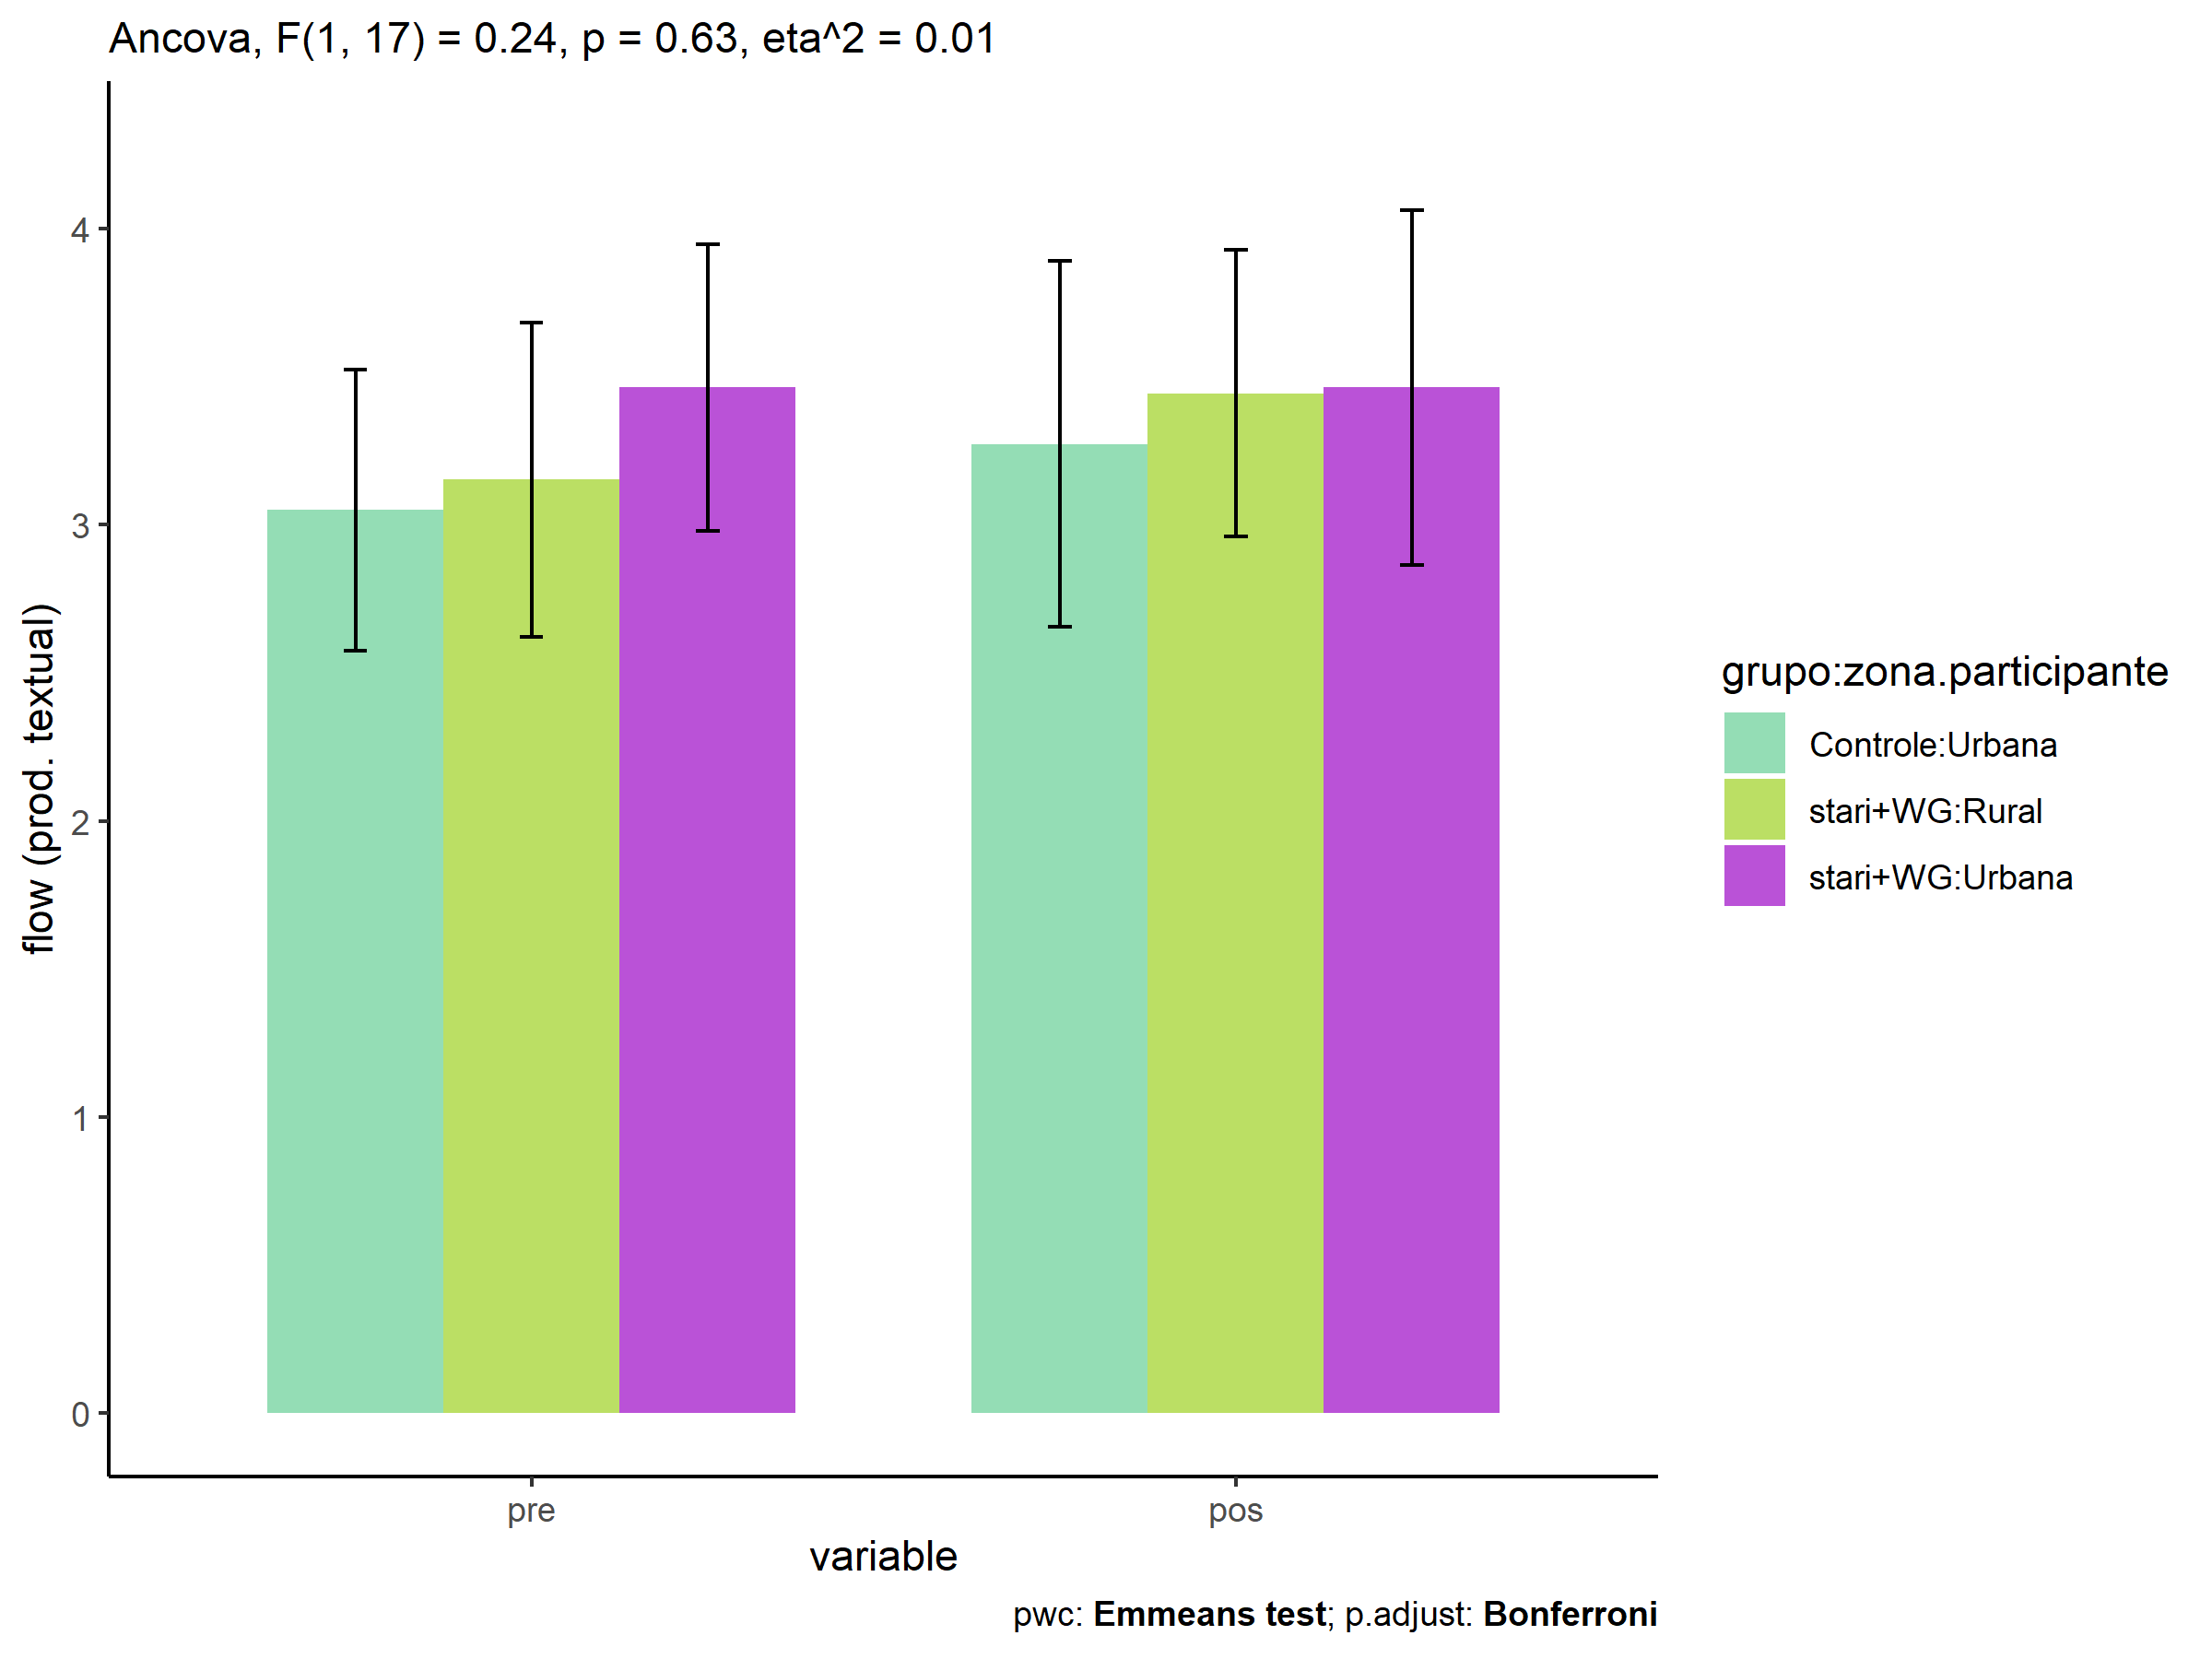 Ancova, F(1, 17) = 0.24, p = 0.63, eta^2 = 0.01
flow (prod. textual)
4
3
2
1
0
pre
pos
variable
grupo:zona.participante
Controle:Urbana
stari+WG:Rural
stari+WG:Urbana
pwc: Emmeans test; p.adjust: Bonferroni